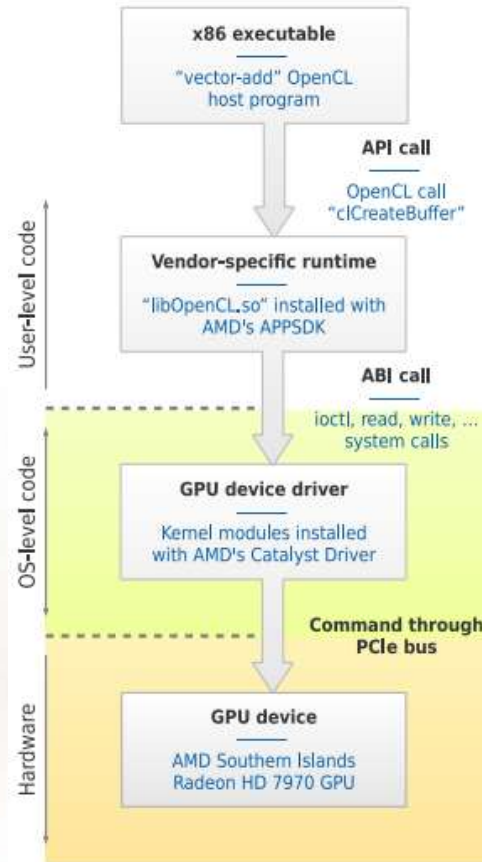 x86 executable
“vector-add” OpenCL
host program
API call
OpenCL call
“clCreateBuffer”
User-level code
Vendor-specific runtime
“libOpenCL.so” installed with
AMD's APPSDK
ABI call
ioctl, read, write, ...
system calls
OS-level code
GPU device driver
Kernel modules installed
with AMD's Catalyst Driver
Command through
PCIe bus
Hardware
GPU device
AMD Southern Islands
Radeon HD 7970 GPU